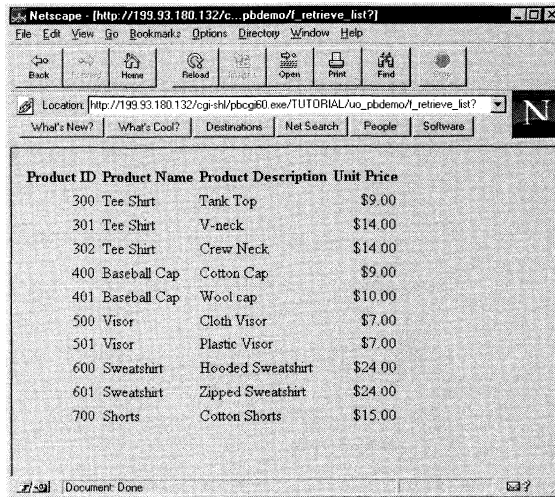 Netscape - [http://199.93.180.132/c...pbdemo/f_retrieve_list?]
File Edit View Go Bookmarks Options Directory Window Help
Back Forward Home Reload Images Open Print Find Stop
Location: http://199.93.180.132/cgi-shl/pbcgi60.exe/TUTORIAL/uo_pbdemo/f_retrieve_list?
N
What's New? What's Cool? Destinations Net Search People Software
Product ID Product Name Product Description Unit Price
300 Tee Shirt Tank Top $9.00
301 Tee Shirt V-neck $14.00
302 Tee Shirt Crew Neck $14.00
400 Baseball Cap Cotton Cap $9.00
401 Baseball Cap Wool cap $10.00
500 Visor Cloth Visor $7.00
501 Visor Plastic Visor $7.00
600 Sweatshirt Hooded Sweatshirt $24.00
601 Sweatshirt Zipped Sweatshirt $24.00
700 Shorts Cotton Shorts $15.00
Document: Done